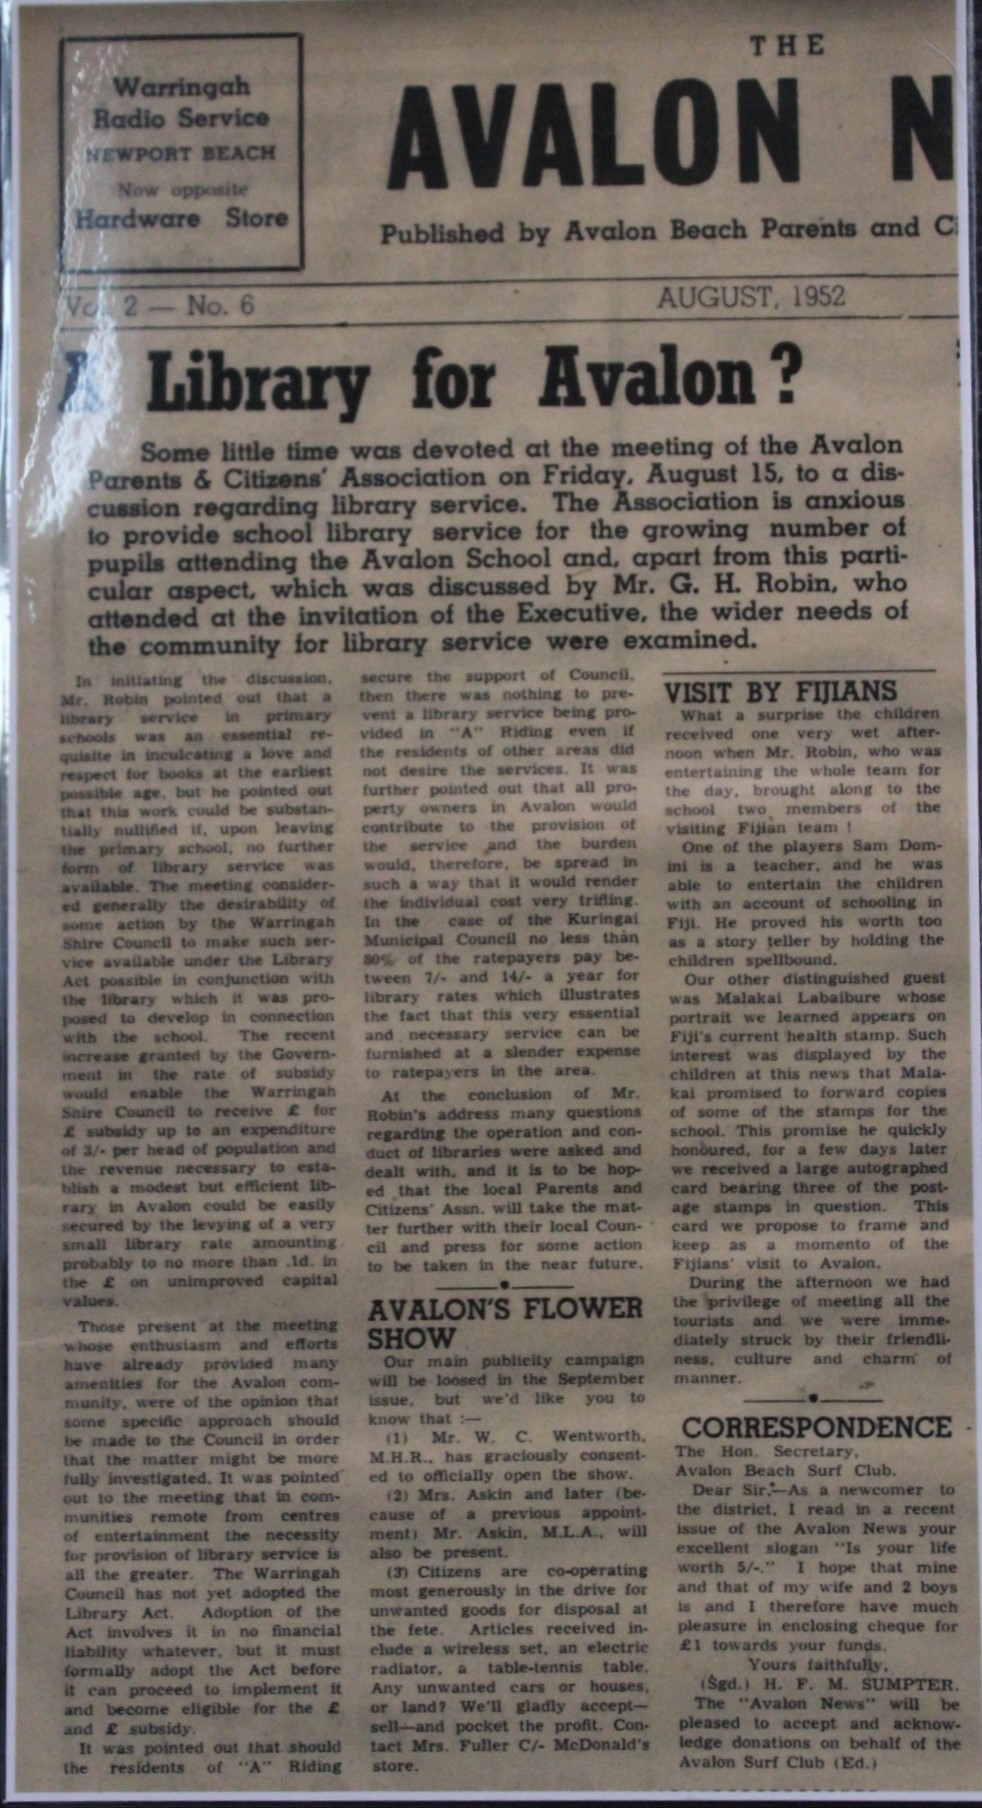 Warringah
Radio Service
NEWPORT BEACH
Now opposite
Hardware Store
THE
AVALON N
Published by Avalon Beach Parents and Ci
Vol. 2 — No. 6
AUGUST, 1952
A Library for Avalon?
Some little time was devoted at the meeting of the Avalon
Parents & Citizens' Association on Friday, August 15, to a dis-
cussion regarding library service. The Association is anxious
to provide school library service for the growing number of
pupils attending the Avalon School and, apart from this parti-
cular aspect, which was discussed by Mr. G. H. Robin, who
attended at the invitation of the Executive, the wider needs of
the community for library service were examined.
In initiating the discussion,
Mr. Robin pointed out that a
library service in primary
schools was an essential re-
quisite in inculcating a love and
respect for books at the earliest
possible age, but he pointed out
that this work could be substan-
tially nullified if, upon leaving
the primary school, no further
form of library service was
available. The meeting consider-
ed generally the desirability of
some action by the Warringah
Shire Council to make such ser-
vice available under the Library
Act possible in conjunction with
the library which it was pro-
posed to develop in connection
with the school. The recent
increase granted by the Govern-
ment in the rate of subsidy
would enable the Warringah
Shire Council to receive £ for
£ subsidy up to an expenditure
of 3/- per head of population and
the revenue necessary to esta-
blish a modest but efficient lib-
rary in Avalon could be easily
secured by the levying of a very
small library rate amounting
probably to no more than .1d. in
the £ on unimproved capital
values.
Those present at the meeting
whose enthusiasm and efforts
have already provided many
amenities for the Avalon com-
munity, were of the opinion that
some specific approach should
be made to the Council in order
that the matter might be more
fully investigated. It was pointed
out to the meeting that in com-
munities remote from centres
of entertainment the necessity
for provision of library service is
all the greater. The Warringah
Council has not yet adopted the
Library Act. Adoption of the
Act involves it in no financial
liability whatever, but it must
formally adopt the Act before
it can proceed to implement it
and become eligible for the £
and £ subsidy.
It was pointed out that should
the residents of "A" Riding
secure the support of Council,
then there was nothing to pre-
vent a library service being pro-
vided in "A" Riding even if
the residents of other areas did
not desire the services. It was
further pointed out that all pro-
perty owners in Avalon would
contribute to the provision of
the service and the burden
would, therefore, be spread in
such a way that it would render
the individual cost very trifling.
In the case of the Kuringai
Municipal Council no less than
80% of the ratepayers pay be-
tween 7/- and 14/- a year for
library rates which illustrates
the fact that this very essential
and necessary service can be
furnished at a slender expense
to ratepayers in the area.
At the conclusion of Mr.
Robin's address many questions
regarding the operation and con-
duct of libraries were asked and
dealt with, and it is to be hop-
ed that the local Parents and
Citizens' Assn. will take the mat-
ter further with their local Coun-
cil and press for some action
to be taken in the near future.
AVALON'S FLOWER
SHOW
Our main publicity campaign
will be loosed in the September
issue, but we'd like you to
know that :—
(1) Mr. W. C. Wentworth,
M.H.R., has graciously consent-
ed to officially open the show.
(2) Mrs. Askin and later (be-
cause of a previous appoint-
ment) Mr. Askin, M.L.A., will
also be present.
(3) Citizens are co-operating
most generously in the drive for
unwanted goods for disposal at
the fete. Articles received in-
clude a wireless set, an electric
radiator, a table-tennis table.
Any unwanted cars or houses,
or land? We'll gladly accept—
sell—and pocket the profit. Con-
tact Mrs. Fuller C/- McDonald's
store.
VISIT BY FIJIANS
What a surprise the children
received one very wet after-
noon when Mr. Robin, who was
entertaining the whole team for
the day, brought along to the
school two members of the
visiting Fijian team !
One of the players Sam Dom-
ini is a teacher, and he was
able to entertain the children
with an account of schooling in
Fiji. He proved his worth too
as a story teller by holding the
children spellbound.
Our other distinguished guest
was Malakai Labaibure whose
portrait we learned appears on
Fiji's current health stamp. Such
interest was displayed by the
children at this news that Mala-
kai promised to forward copies
of some of the stamps for the
school. This promise he quickly
honoured, for a few days later
we received a large autographed
card bearing three of the post-
age stamps in question. This
card we propose to frame and
keep as a momento of the
Fijians' visit to Avalon.
During the afternoon we had
the privilege of meeting all the
tourists and we were imme-
diately struck by their friendli-
ness, culture and charm of
manner.
CORRESPONDENCE
The Hon. Secretary,
Avalon Beach Surf Club.
Dear Sir,—As a newcomer to
the district, I read in a recent
issue of the Avalon News your
excellent slogan "Is your life
worth 5/-." I hope that mine
and that of my wife and 2 boys
is and I therefore have much
pleasure in enclosing cheque for
£1 towards your funds.
Yours faithfully,
(Sgd.) H. F. M. SUMPTER.
The "Avalon News" will be
pleased to accept and acknow-
ledge donations on behalf of the
Avalon Surf Club (Ed.)